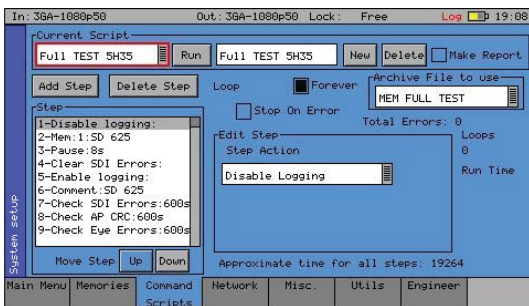 In: 3GA-1080p50 Out: 3GA-1080p50 Lock: Free Log 19:08
Current Script
Full TEST 5H35 Run Full TEST 5H35 New Delete Make Report
Add Step Delete Step Loop Forever Archive File to use
Stop On Error MEM FULL TEST
Step Total Errors: 0
1-Disable logging:
2-Mem:1:SD 625
3-Pause:8s
4-Clear SDI Errors:
5-Enable logging:
6-Comment:SD 625
7-Check SDI Errors:600s
8-Check AP CRC:600s
9-Check Eye Errors:600s
Edit Step
Step Action
Disable Logging
Loops
0
Run Time
Move Step Up Down Approximate time for all steps: 19264
System setup
Main Menu Memories Command Scripts Network Misc. Utils Engineer